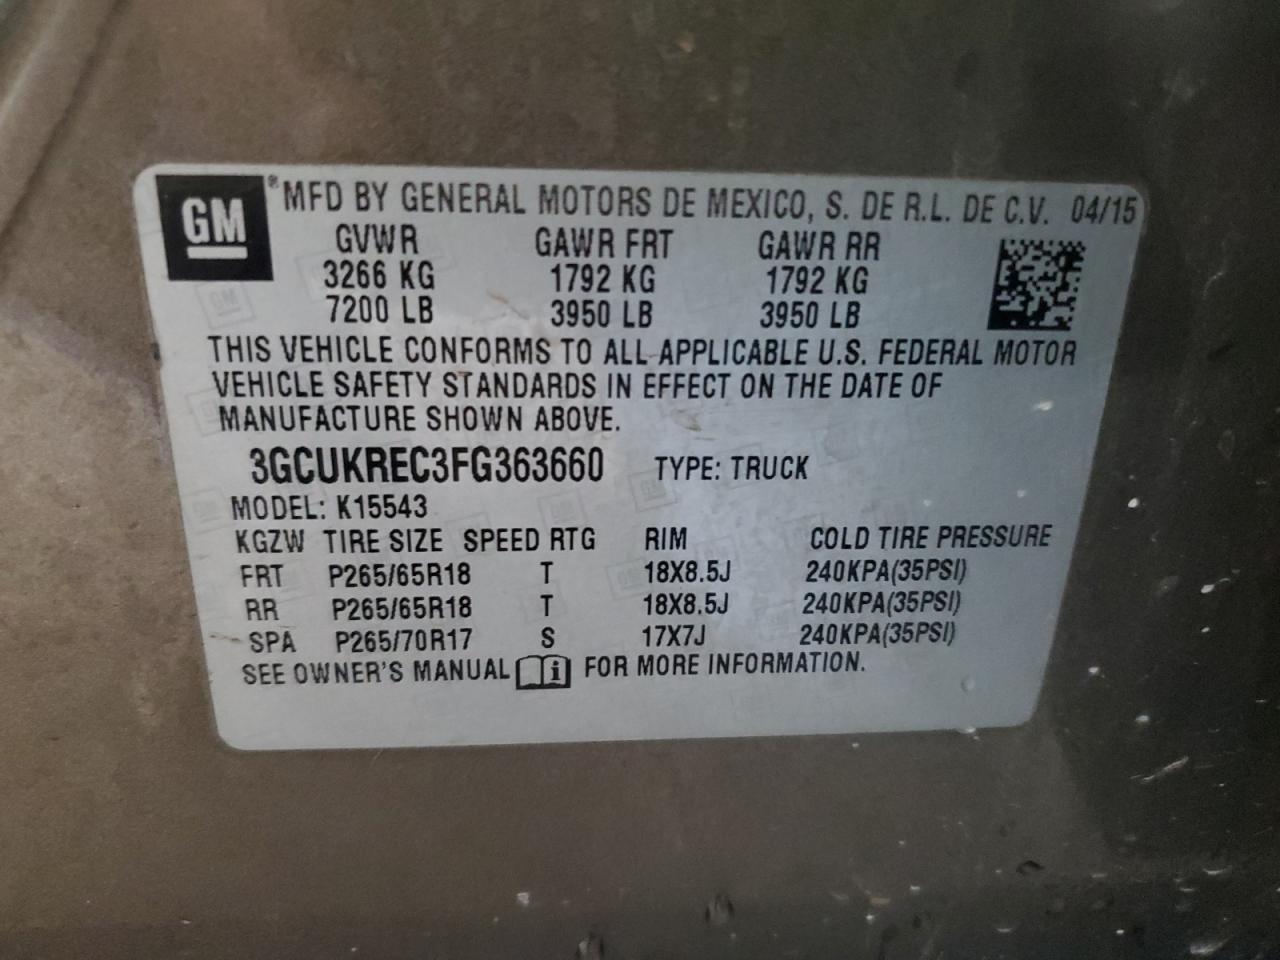 GM ® MFD BY GENERAL MOTORS DE MEXICO, S. DE R.L. DE C.V. 04/15
GVWR GAWR FRT GAWR RR
3266 KG 1792 KG 1792 KG
7200 LB 3950 LB 3950 LB
THIS VEHICLE CONFORMS TO ALL APPLICABLE U.S. FEDERAL MOTOR
VEHICLE SAFETY STANDARDS IN EFFECT ON THE DATE OF
MANUFACTURE SHOWN ABOVE.
3GCUKREC3FG363660 TYPE: TRUCK
MODEL: K15543
KGZW TIRE SIZE SPEED RTG RIM COLD TIRE PRESSURE
FRT P265/65R18 T 18X8.5J 240KPA(35PSI)
RR P265/65R18 T 18X8.5J 240KPA(35PSI)
SPA P265/70R17 S 17X7J 240KPA(35PSI)
SEE OWNER'S MANUAL i FOR MORE INFORMATION.